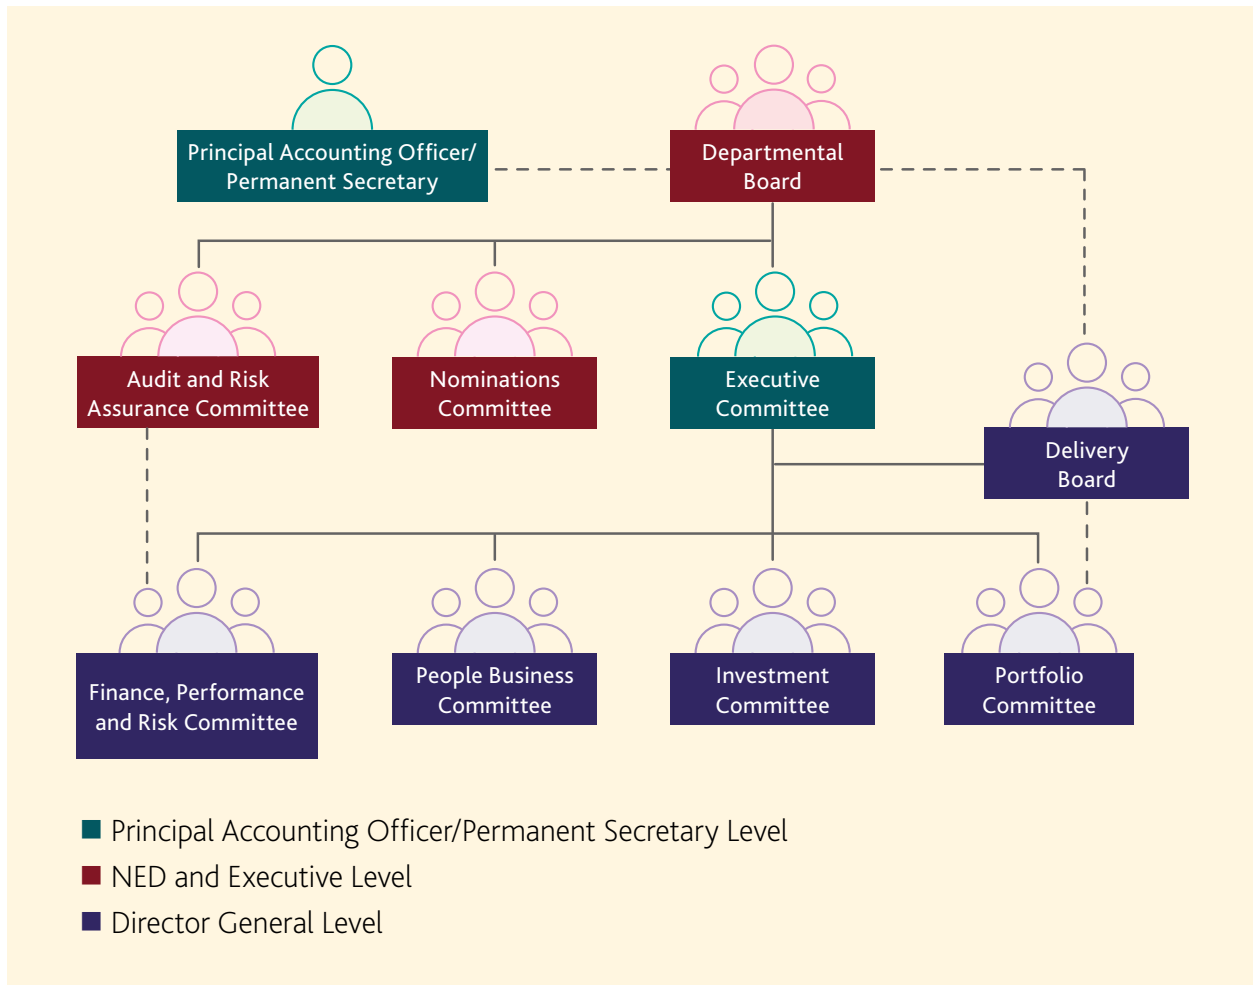 Principal Accounting Officer/
Permanent Secretary
Departmental
Board
Audit and Risk
Assurance Committee
Nominations
Committee
Executive
Committee
Delivery
Board
Finance, Performance
and Risk Committee
People Business
Committee
Investment
Committee
Portfolio
Committee
Principal Accounting Officer/Permanent Secretary Level
NED and Executive Level
Director General Level